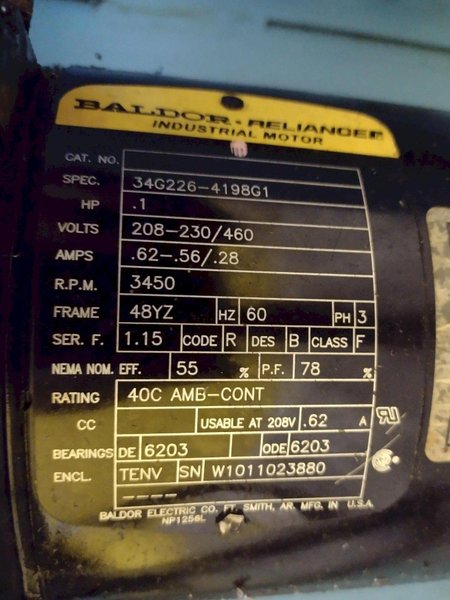 BALDOR • RELIANCER
INDUSTRIAL MOTOR
CAT. NO.
SPEC. 34G226-4198G1
HP .1
VOLTS 208-230/460
AMPS .62-.56/.28
R.P.M. 3450
FRAME 48YZ HZ 60 PH 3
SER. F. 1.15 CODE R DES B CLASS F
NEMA NOM. EFF. 55 % P.F. 78 %
RATING 40C AMB-CONT
CC USABLE AT 208V .62 A
BEARINGS DE 6203 ODE 6203
ENCL. TENV SN W1011023880
----
BALDOR ELECTRIC CO. FT. SMITH, AR. MFG. IN U.S.A.
NP1256L